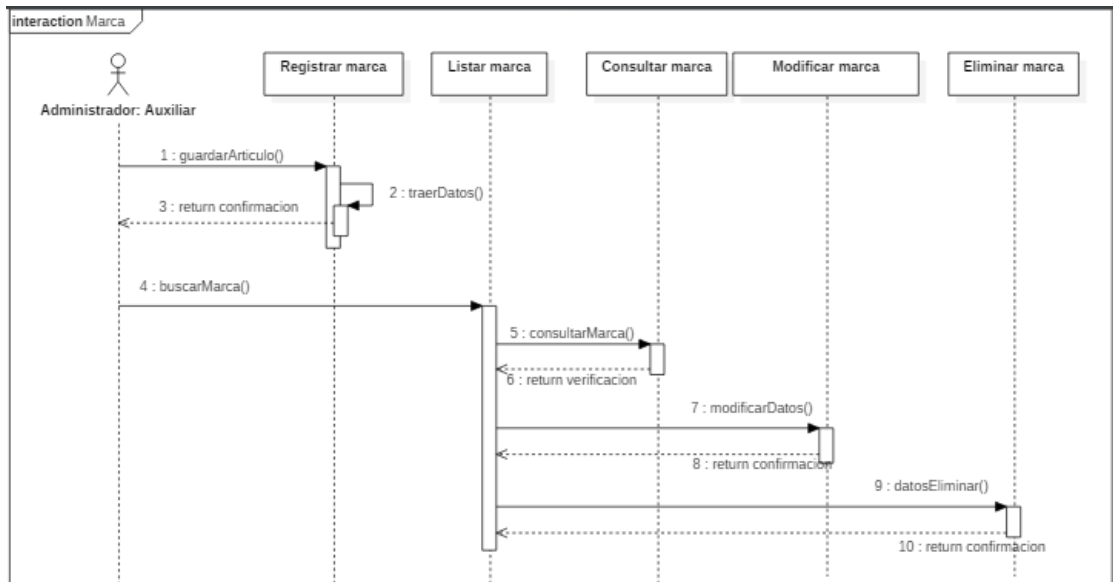 interaction Marca
Administrador: Auxiliar
Registrar marca
Listar marca
Consultar marca
Modificar marca
Eliminar marca
1 : guardarArticulo()
2 : traerDatos()
3 : return confirmacion
4 : buscarMarca()
5 : consultarMarca()
6 : return verificacion
7 : modificarDatos()
8 : return confirmacion
9 : datosEliminar()
10 : return confirmacion